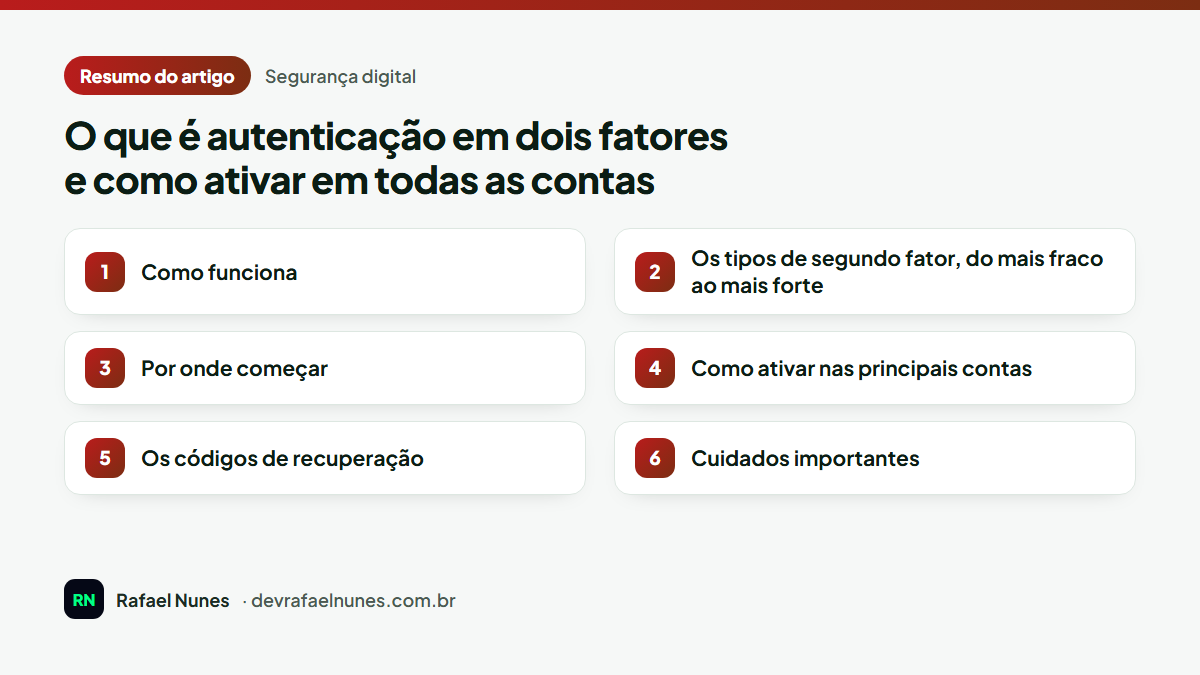 Resumo do artigo
Segurança digital
O que é autenticação em dois fatores
e como ativar em todas as contas
1
Como funciona
2
Os tipos de segundo fator, do mais fraco
ao mais forte
3
Por onde começar
4
Como ativar nas principais contas
5
Os códigos de recuperação
6
Cuidados importantes
RN
Rafael Nunes · devrafaelnunes.com.br